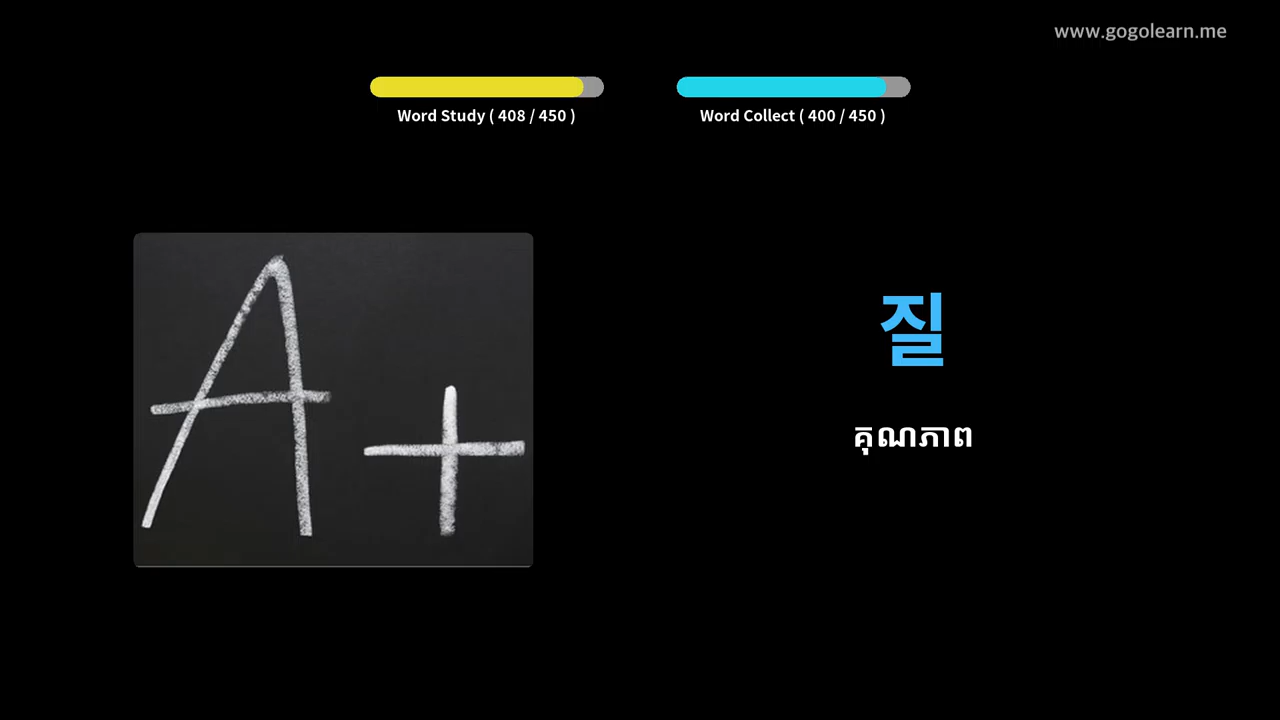 www.gogolearn.me
Word Study ( 408 / 450 )
Word Collect ( 400 / 450 )
A+
질
គុណភាព